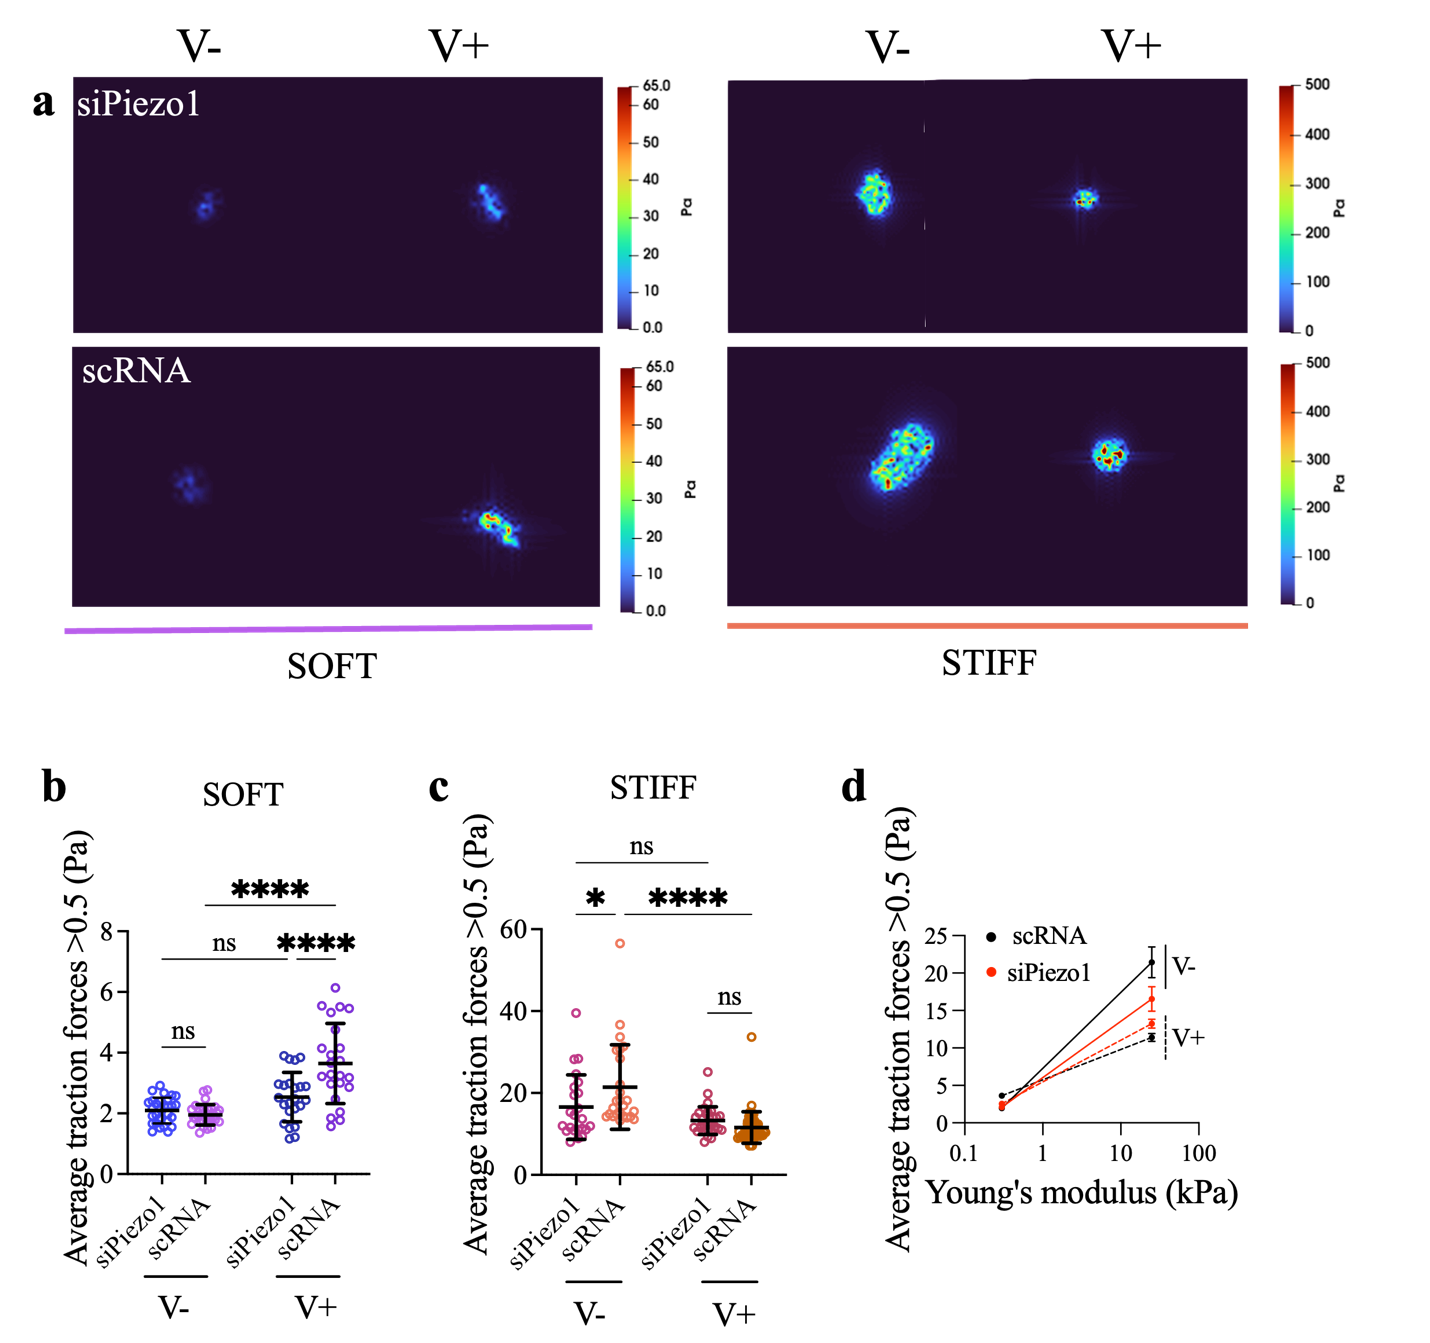 V- V+ V- V+
a
siPiezo1
65.0
60
50
40
30
20
10
0.0
Pa
500
400
300
200
100
0
Pa
scRNA
65.0
60
50
40
30
20
10
0.0
Pa
500
400
300
200
100
0
Pa
SOFT
STIFF
b
SOFT
Average traction forces >0.5 (Pa)
8
6
4
2
0
****
ns
****
ns
siPiezo1
scRNA
siPiezo1
scRNA
V-
V+
c
STIFF
Average traction forces >0.5 (Pa)
60
40
20
0
ns
*
****
ns
siPiezo1
scRNA
siPiezo1
scRNA
V-
V+
d
Average traction forces >0.5 (Pa)
25
20
15
10
5
0
scRNA
siPiezo1
V-
V+
0.1 1 10 100
Young's modulus (kPa)